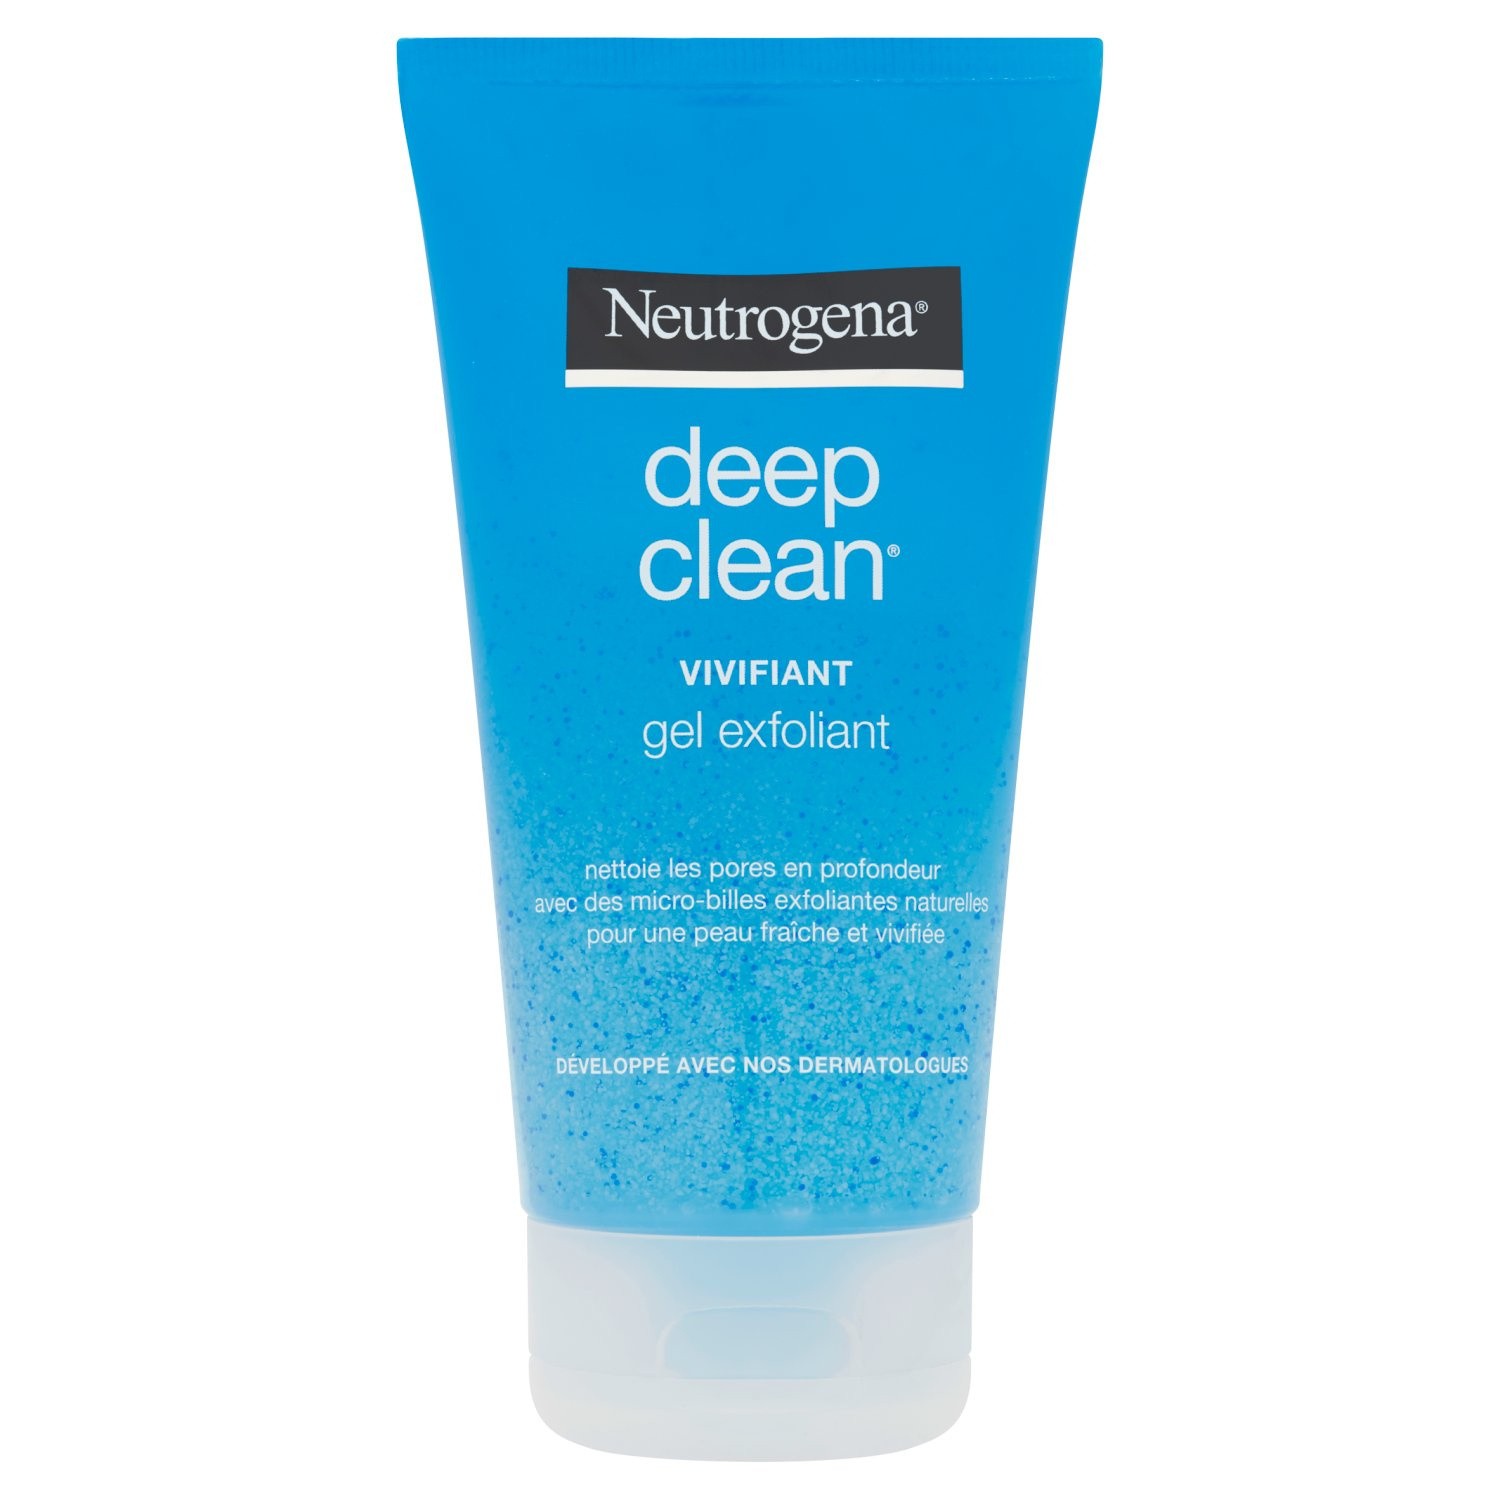 Neutrogena®
deep
clean®
VIVIFIANT
gel exfoliant
nettoie les pores en profondeur
avec des micro-billes exfoliantes naturelles
pour une peau fraîche et vivifiée
DÉVELOPPÉ AVEC NOS DERMATOLOGUES